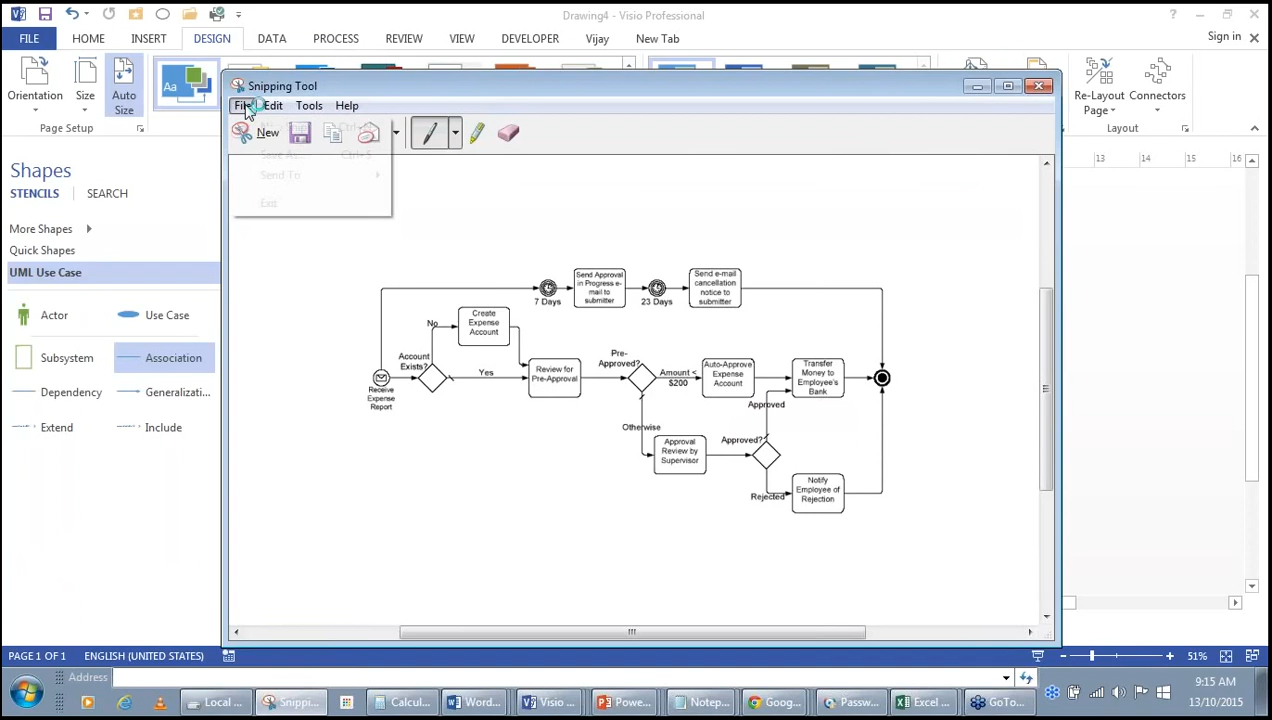 Drawing4 - Visio Professional
FILE HOME INSERT DESIGN DATA PROCESS REVIEW VIEW DEVELOPER Vijay New Tab Sign in
Orientation Size Auto Size
Page Setup
Aa
Re-Layout Page Connectors
Layout
13 14 15 16
Snipping Tool
File Edit Tools Help
New
Save As... Ctrl+S
Send To
Exit
Shapes
STENCILS SEARCH
More Shapes
Quick Shapes
UML Use Case
Actor Use Case
Subsystem Association
Dependency Generalizati...
Extend Include
Send Approval in Progress e-mail to submitter
Send e-mail cancellation notice to submitter
7 Days 23 Days
Create Expense Account
No
Account Exists?
Yes
Receive Expense Report
Review for Pre-Approval
Pre-Approved?
Amount < $200
Auto-Approve Expense Account
Transfer Money to Employee's Bank
Approved
Otherwise
Approval Review by Supervisor
Approved?
Rejected
Notify Employee of Rejection
PAGE 1 OF 1 ENGLISH (UNITED STATES) 51%
Address
Local ... Snippi... Calcul... Word... Visio ... Powe... Notep... Goog... Passw... Excel ... GoTo...
9:15 AM
13/10/2015